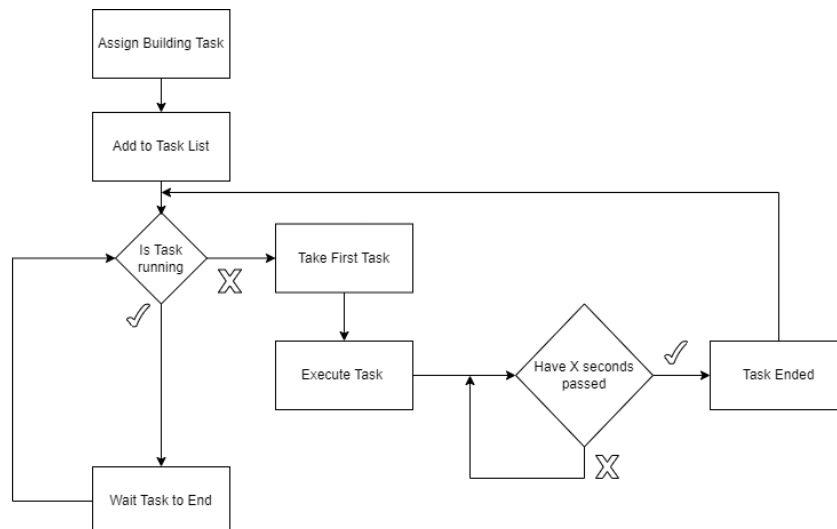 Assign Building Task
Add to Task List
Is Task
running
Take First Task
Execute Task
Have X seconds
passed
Task Ended
Wait Task to End